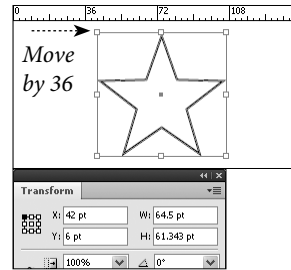 0 36 72 108
Move
by 36
Transform
X: 42 pt W: 64.5 pt
Y: 6 pt H: 61.343 pt
100% 0°